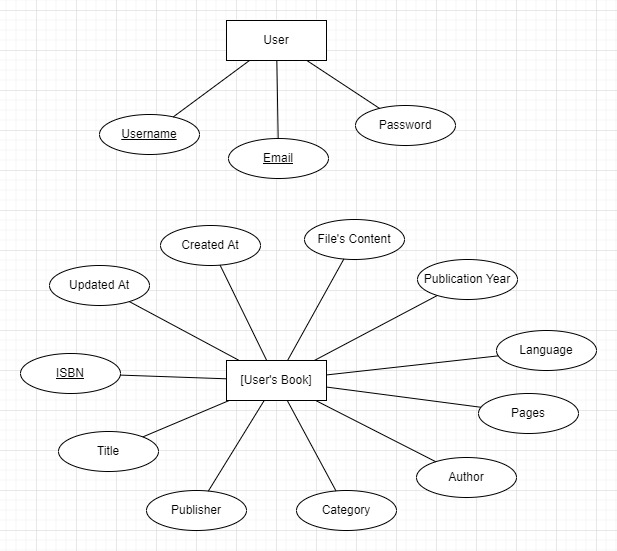 User
Username
Email
Password
Created At
File's Content
Updated At
Publication Year
ISBN
[User's Book]
Language
Title
Pages
Publisher
Category
Author